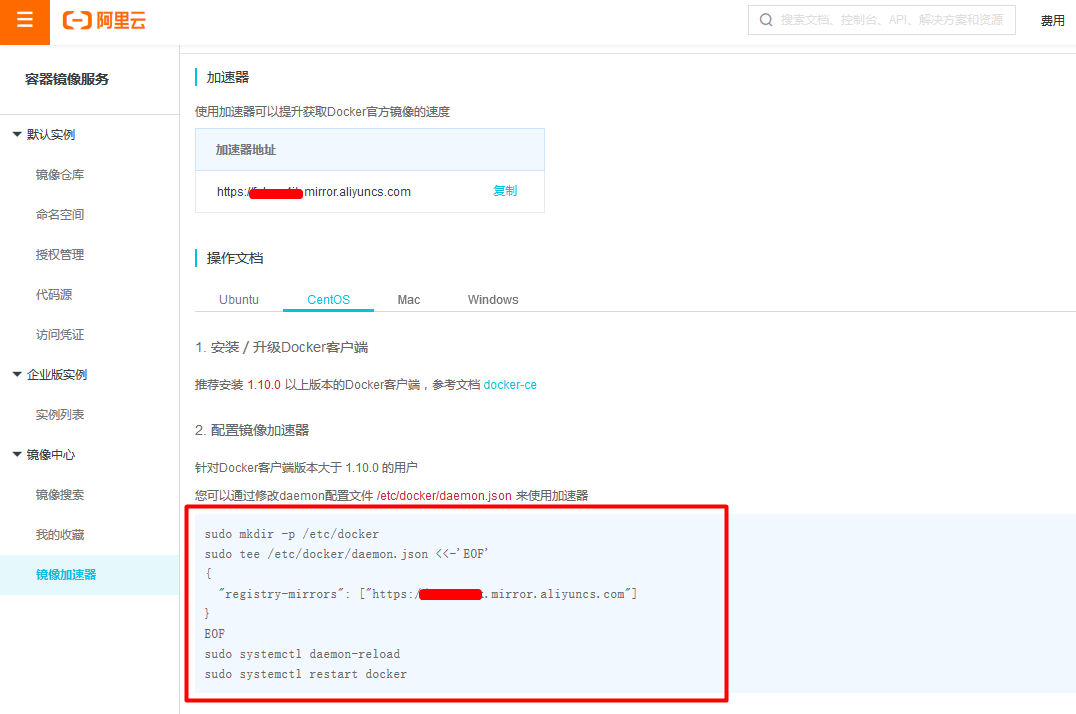 阿里云
搜索文档、控制台、API、解决方案和资源
费用
容器镜像服务
默认实例
镜像仓库
命名空间
授权管理
代码源
访问凭证
企业版实例
实例列表
镜像中心
镜像搜索
我的收藏
镜像加速器
加速器
使用加速器可以提升获取Docker官方镜像的速度
加速器地址
https:/ .mirror.aliyuncs.com 复制
操作文档
Ubuntu CentOS Mac Windows
1. 安装 / 升级Docker客户端
推荐安装 1.10.0 以上版本的Docker客户端，参考文档 docker-ce
2. 配置镜像加速器
针对Docker客户端版本大于 1.10.0 的用户
您可以通过修改daemon配置文件 /etc/docker/daemon.json 来使用加速器
sudo mkdir -p /etc/docker
sudo tee /etc/docker/daemon.json <<-'EOF'
{
"registry-mirrors": ["https:/ .mirror.aliyuncs.com"]
}
EOF
sudo systemctl daemon-reload
sudo systemctl restart docker